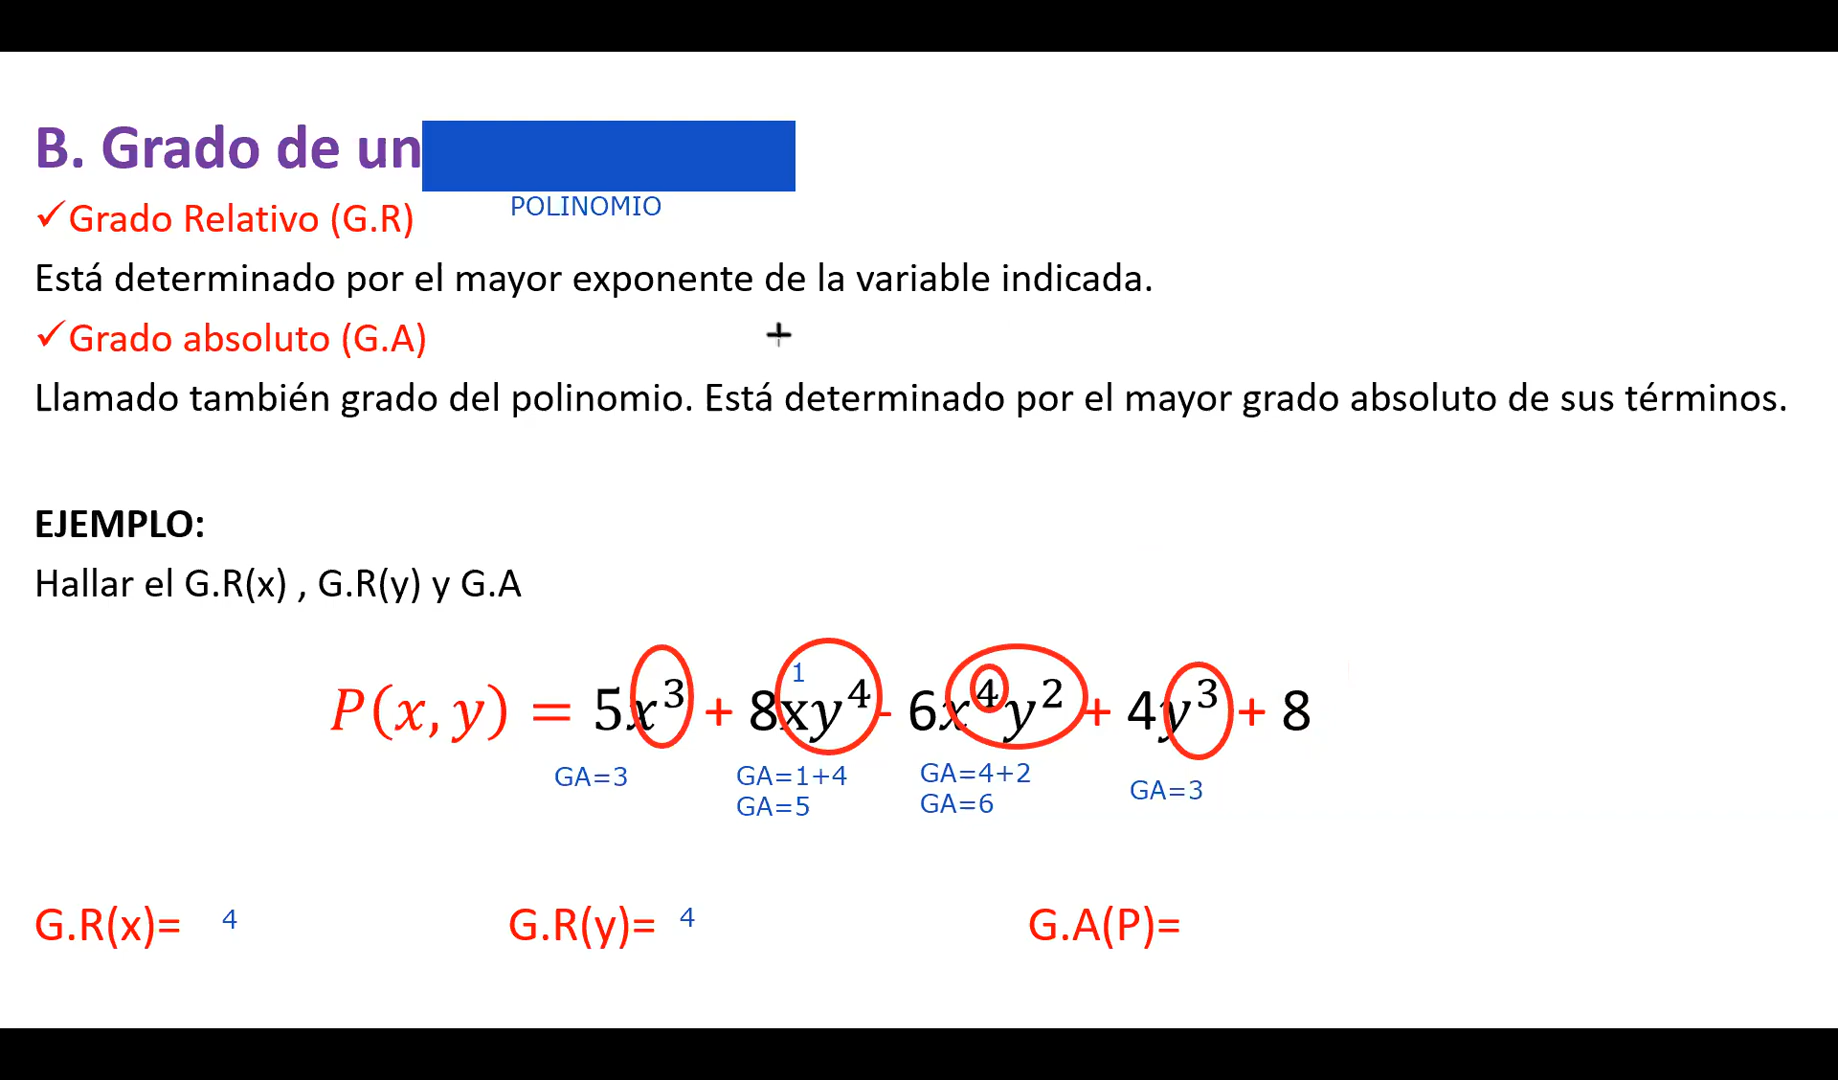 B. Grado de un
POLINOMIO
✓Grado Relativo (G.R)
Está determinado por el mayor exponente de la variable indicada.
✓Grado absoluto (G.A)
Llamado también grado del polinomio. Está determinado por el mayor grado absoluto de sus términos.
EJEMPLO:
Hallar el G.R(x) , G.R(y) y G.A
1
P(x, y) = 5x³ + 8xy⁴ - 6x⁴y² + 4y³ + 8
GA=3 GA=1+4 GA=4+2 GA=3
GA=5 GA=6
G.R(x)= 4 G.R(y)= 4 G.A(P)=